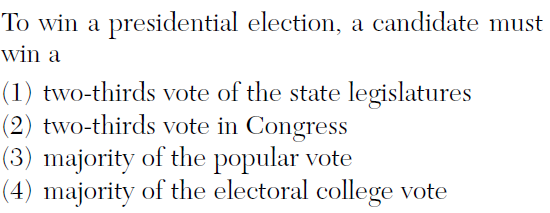 To win a presidential election, a candidate must
win a
(1) two-thirds vote of the state legislatures
(2) two-thirds vote in Congress
(3) majority of the popular vote
(4) majority of the electoral college vote